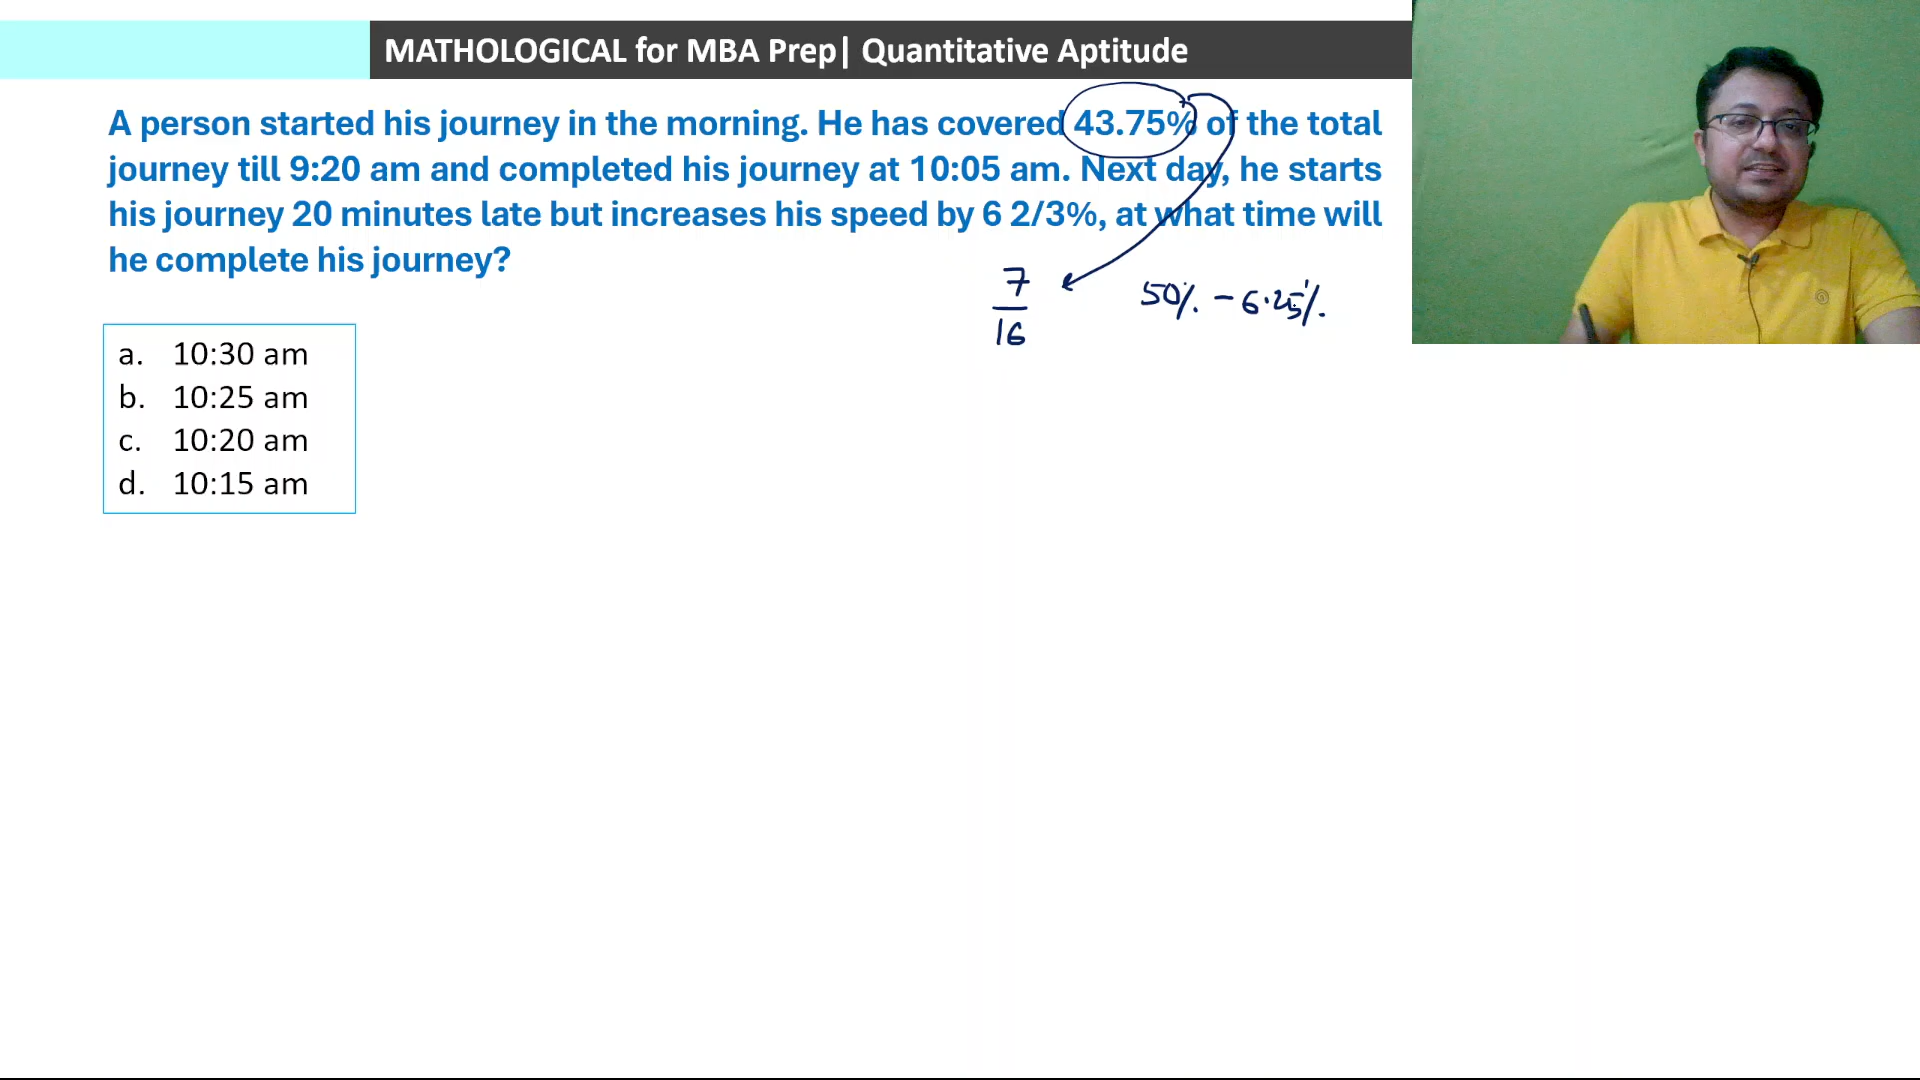 MATHOLOGICAL for MBA Prep| Quantitative Aptitude
A person started his journey in the morning. He has covered 43.75% of the total
journey till 9:20 am and completed his journey at 10:05 am. Next day, he starts
his journey 20 minutes late but increases his speed by 6 2/3%, at what time will
he complete his journey?
7
16
50% - 6.25%.
a. 10:30 am
b. 10:25 am
c. 10:20 am
d. 10:15 am